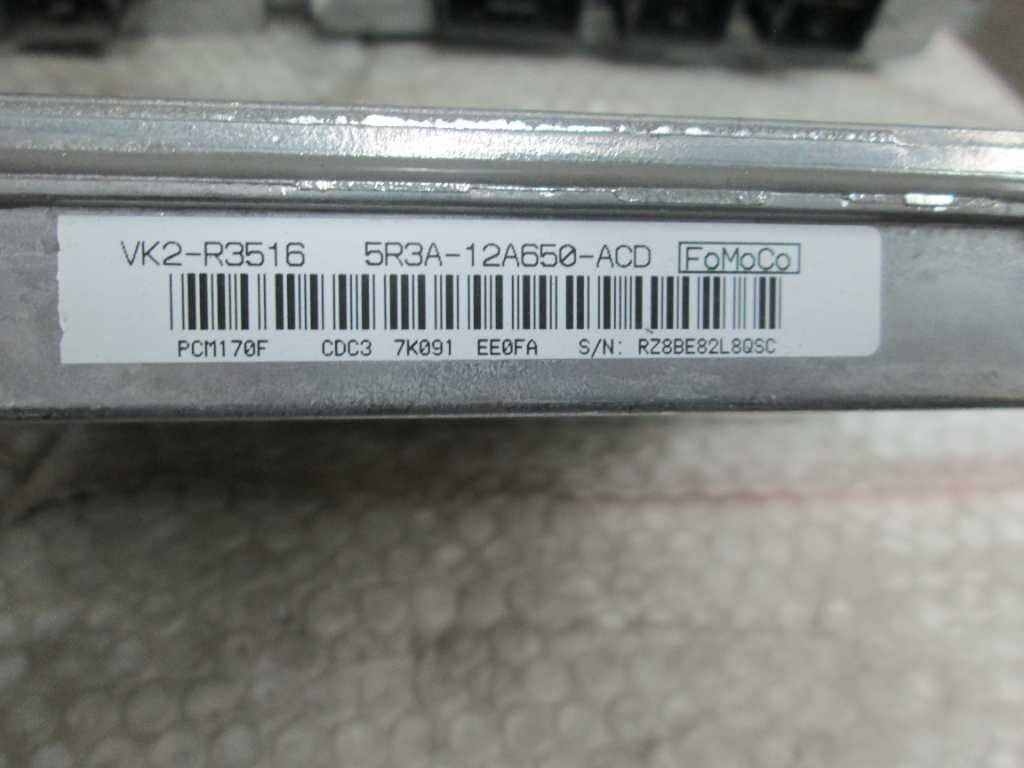 VK2-R3516 5R3A-12A650-ACD FoMoCo
PCM170F CDC3 7K091 EE0FA S/N: RZ8BE82L8QSC